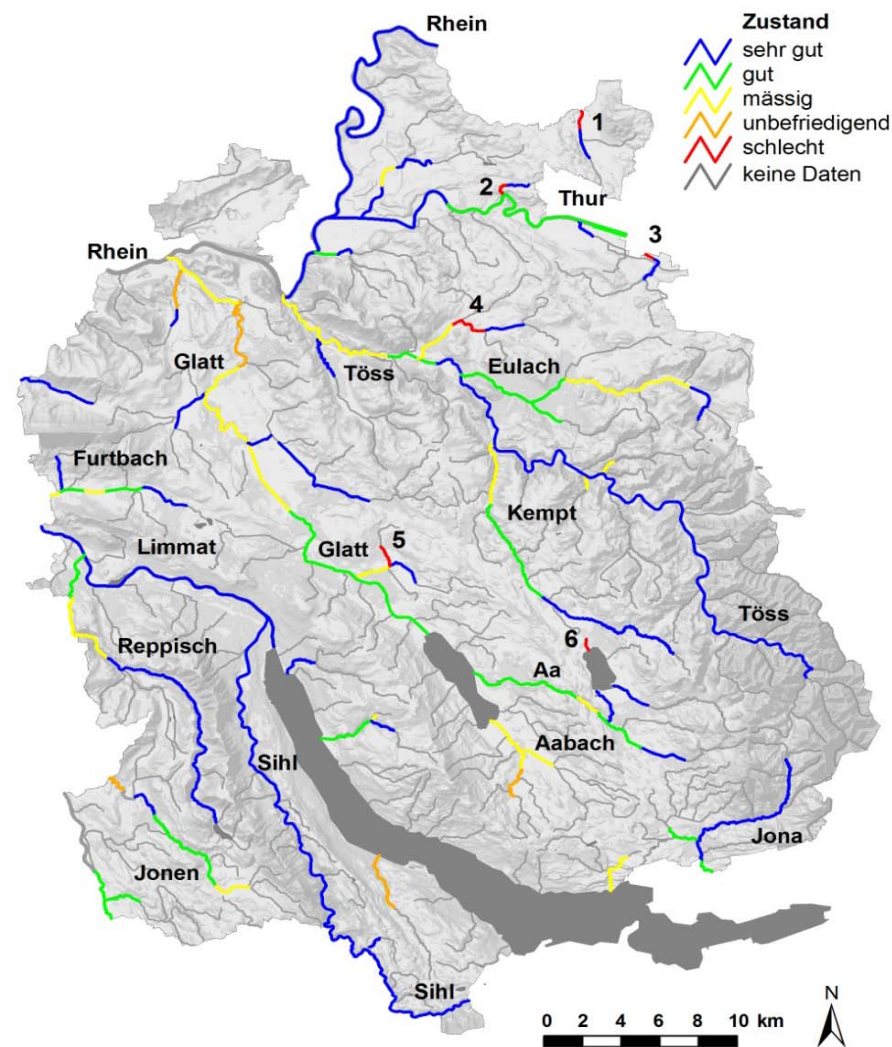 Rhein
Zustand
sehr gut
gut
mässig
unbefriedigend
schlecht
keine Daten
1
2
Thur
3
Rhein
4
Glatt
Töss
Eulach
Furtbach
Kempt
Limmat
Glatt
5
Töss
Reppisch
6
Aa
Aabach
Sihl
Jona
Jonen
Sihl
0 2 4 6 8 10 km
N